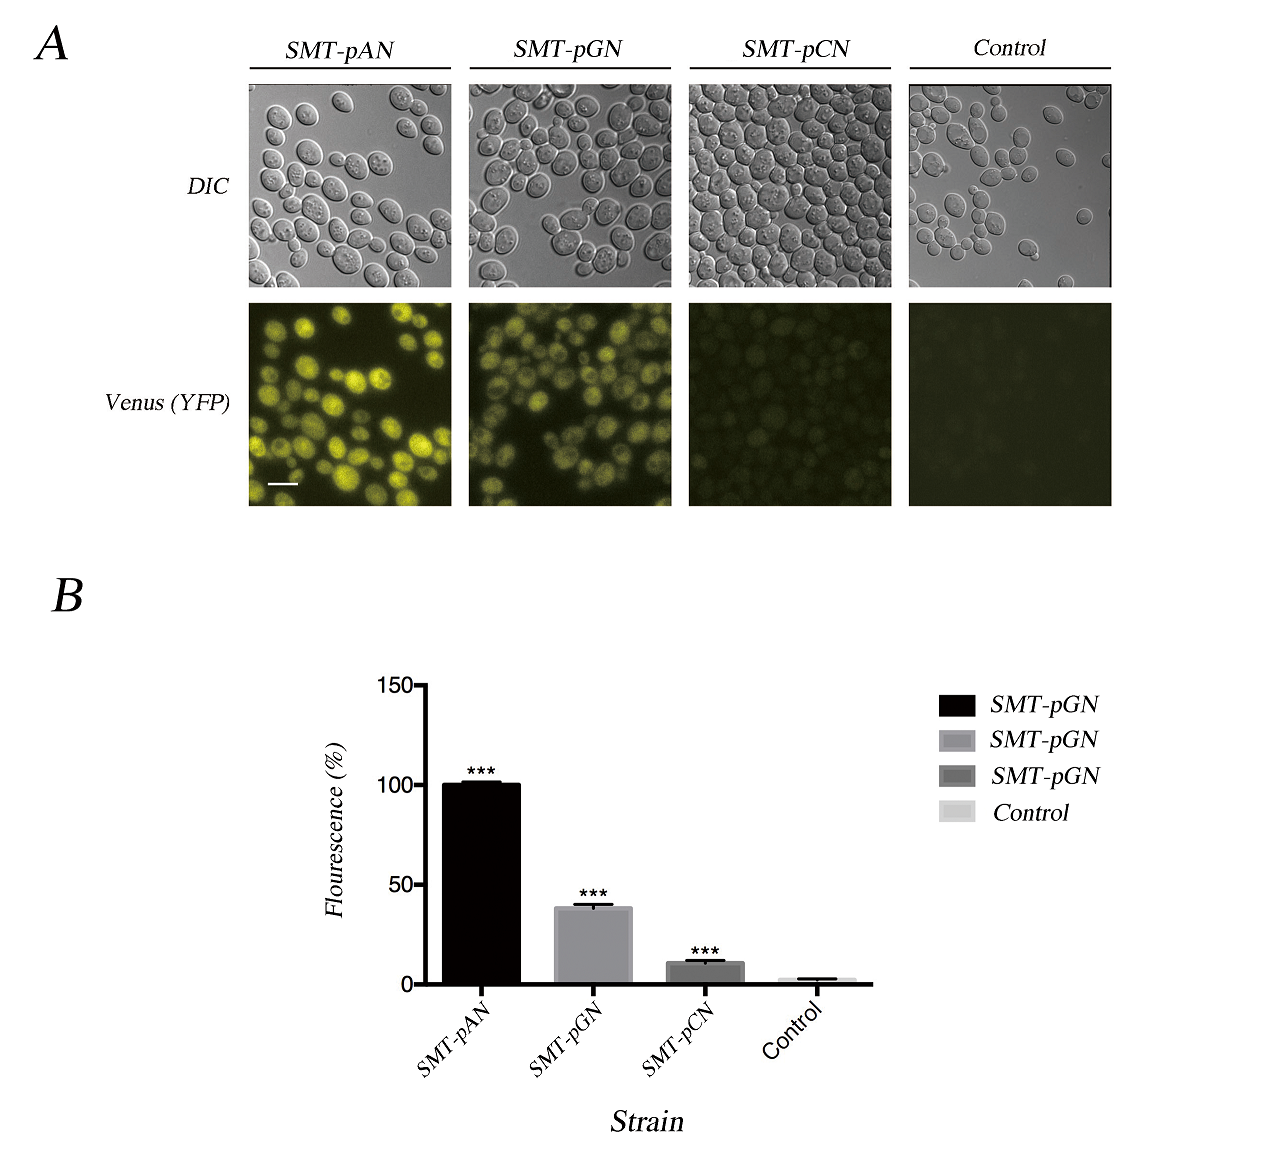 A
SMT-pAN SMT-pGN SMT-pCN Control
DIC
Venus (YFP)
B
Flourescence (%)
150
100
50
0
***
***
***
SMT-pAN SMT-pGN SMT-pCN Control
Strain
SMT-pGN
SMT-pGN
SMT-pGN
Control